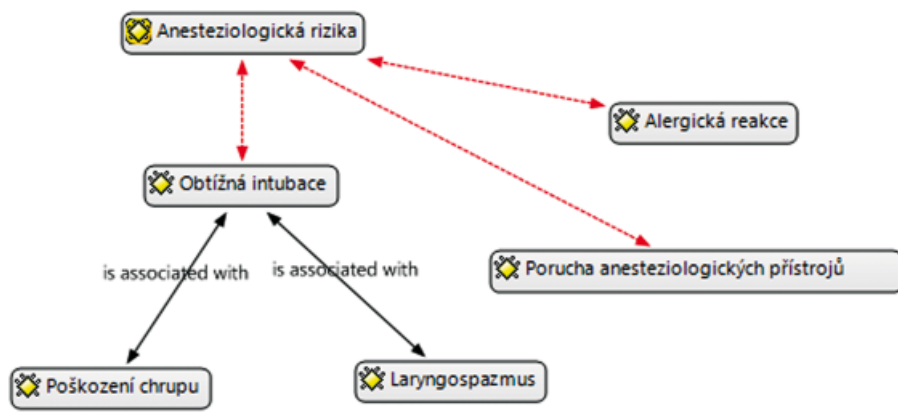 Anesteziologická rizika
Alergická reakce
Obtížná intubace
Porucha anesteziologických přístrojů
is associated with
is associated with
Poškození chrupu
Laryngospazmus